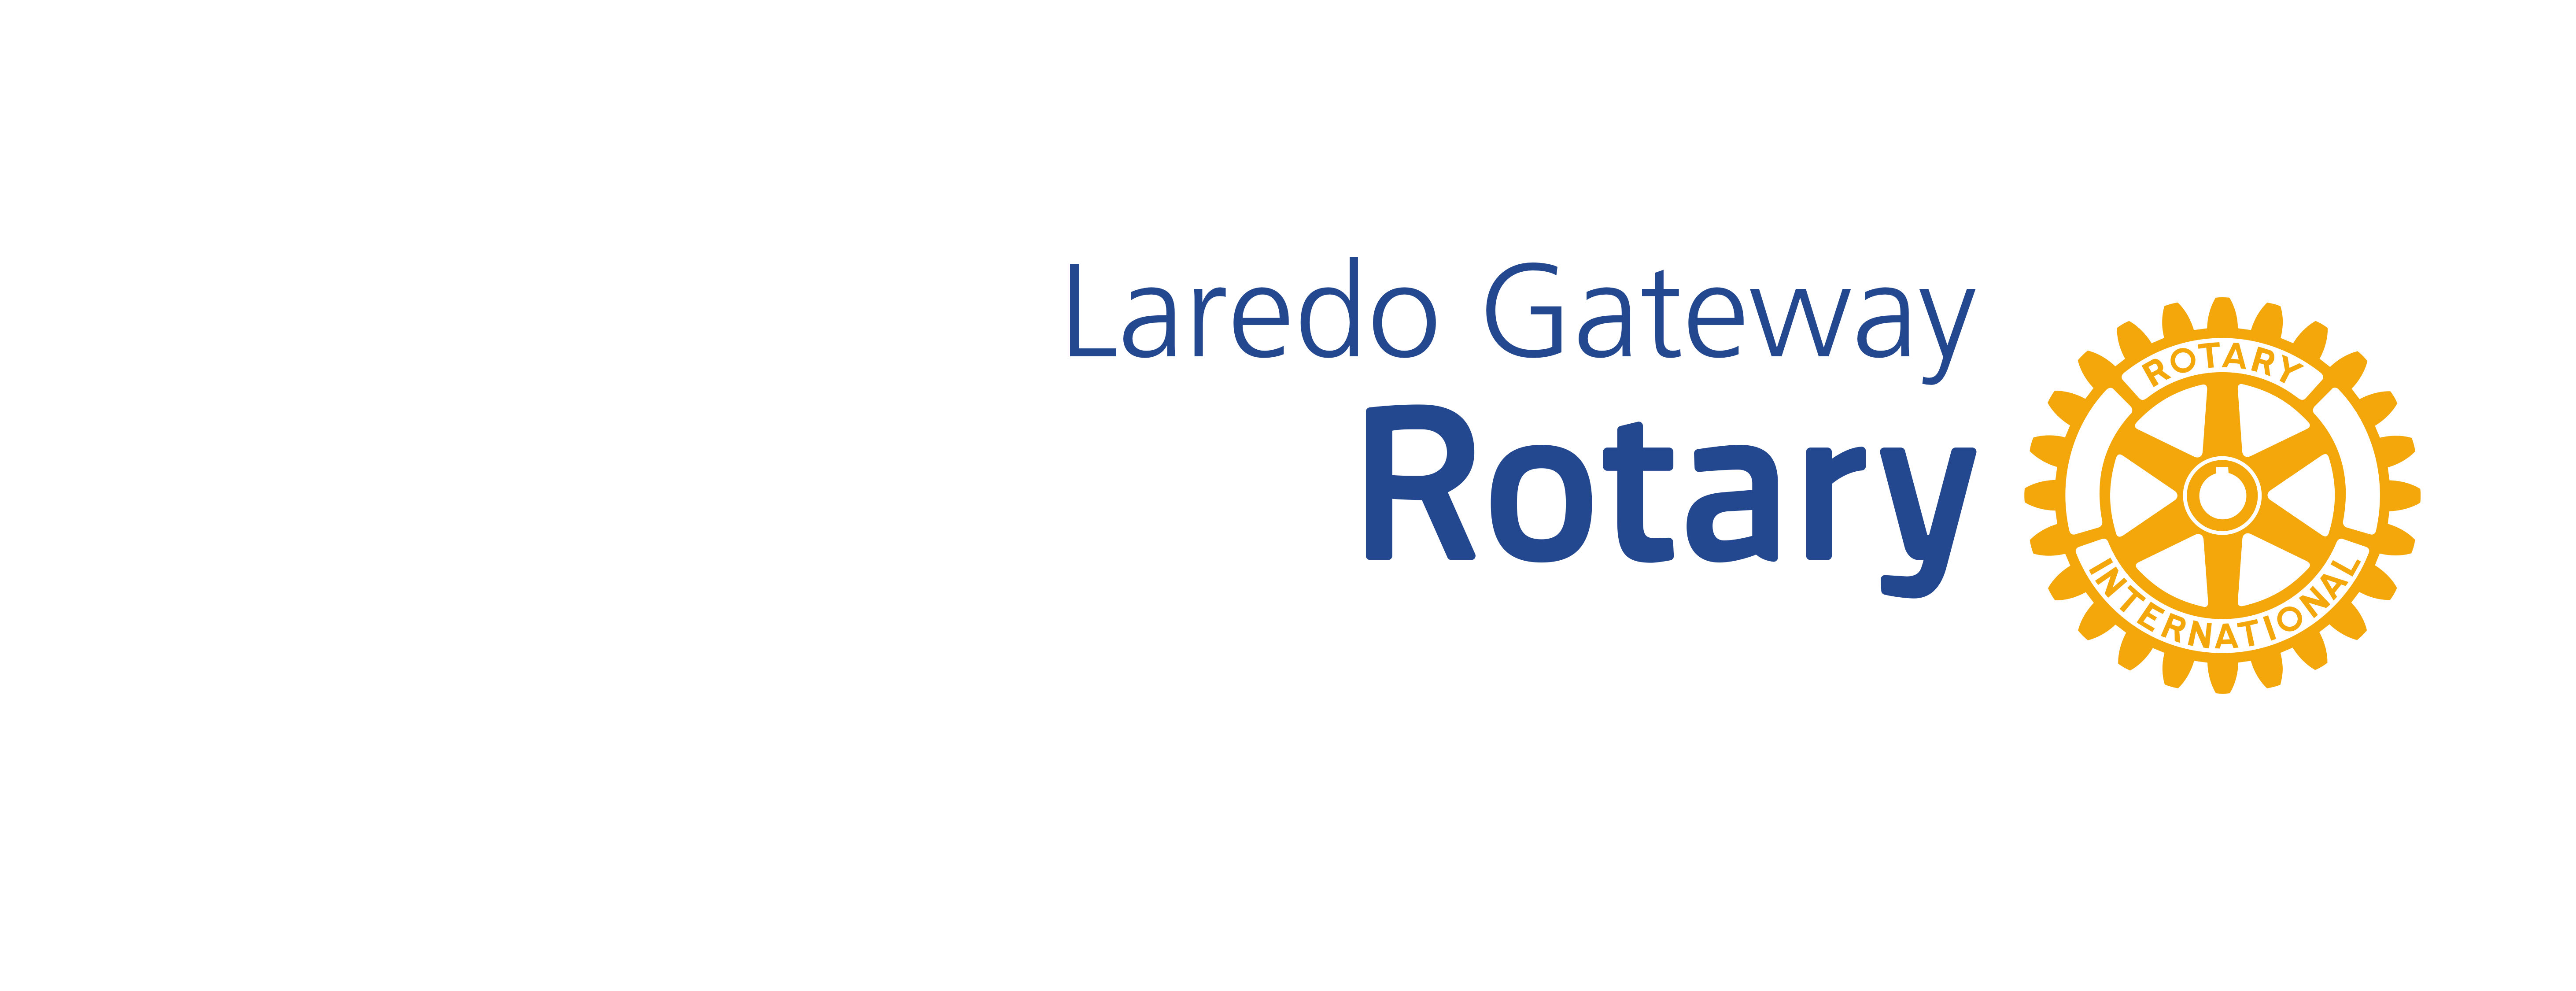 Laredo Gateway
Rotary
ROTARY
INTERNATIONAL